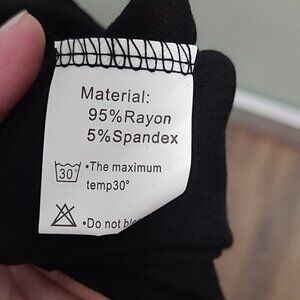 Material:
95%Rayon
5%Spandex
30°
•The maximum
temp30°
•Do not